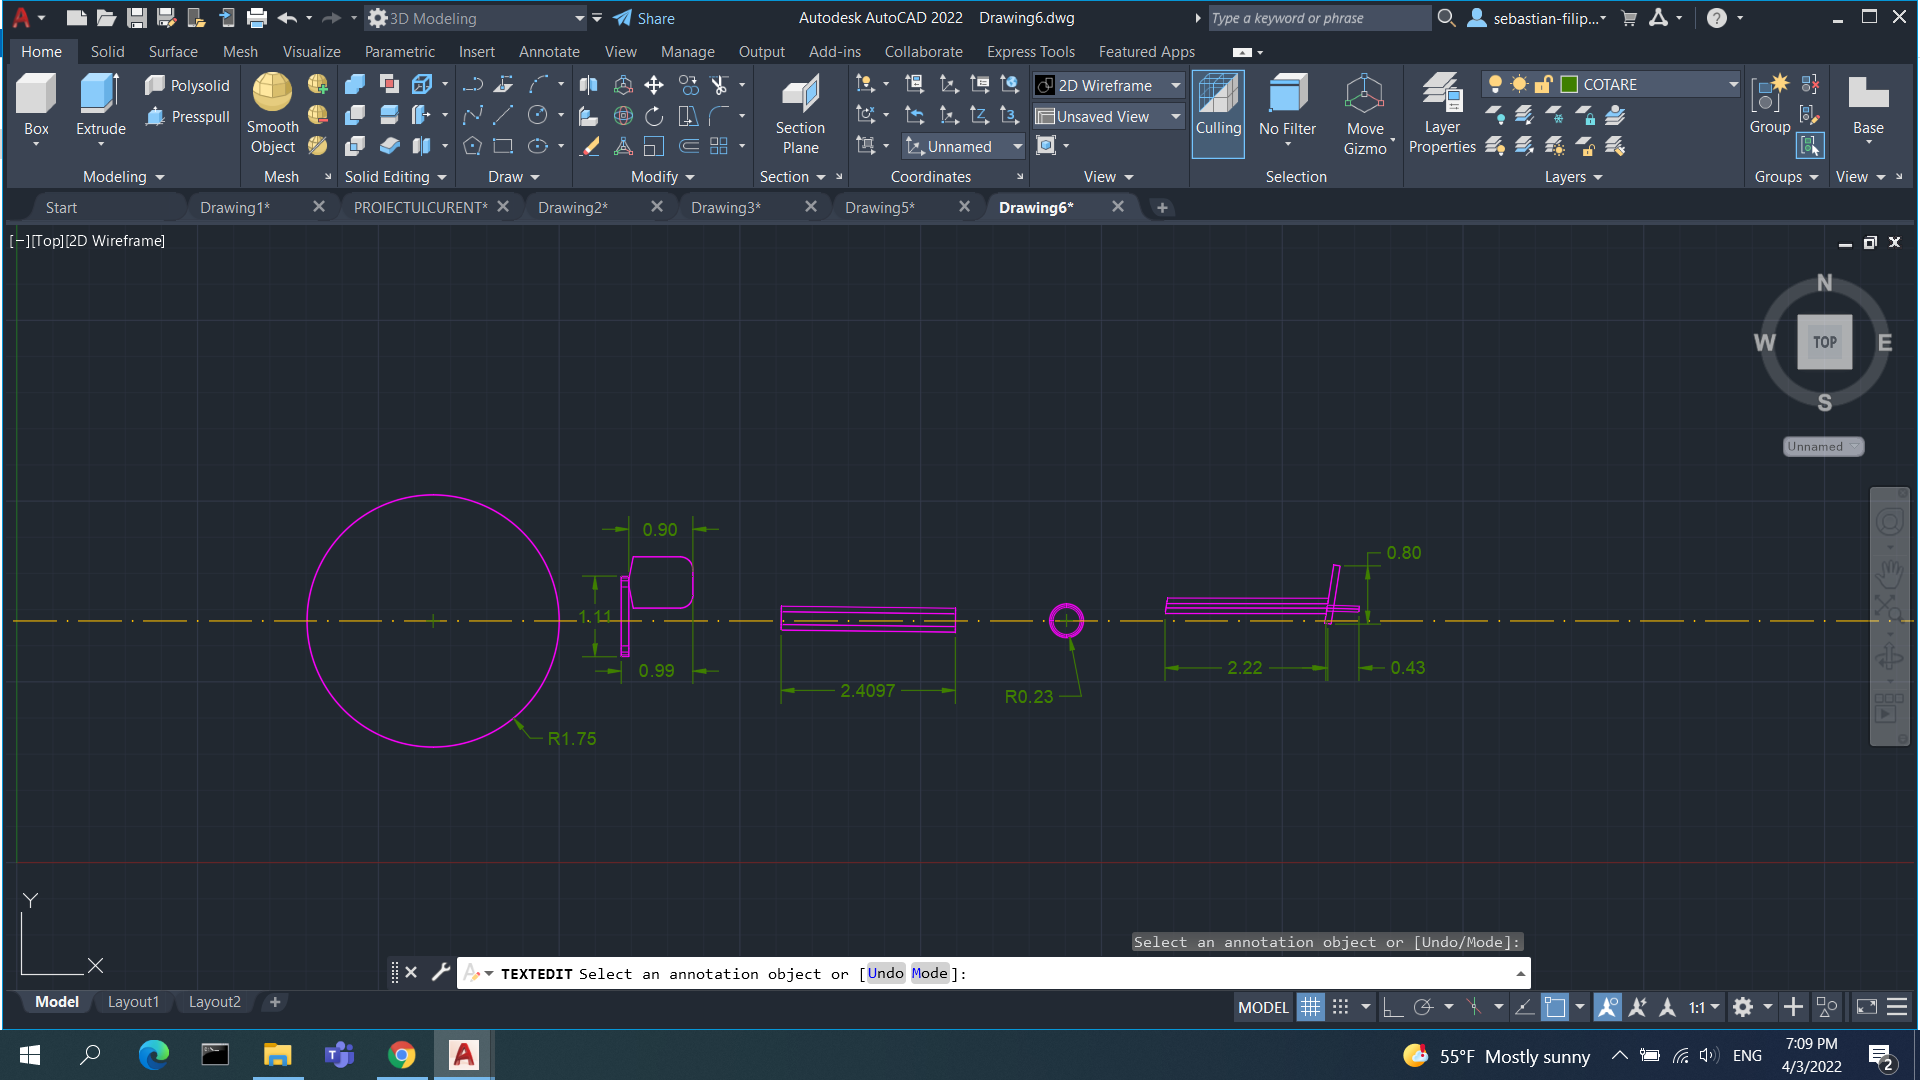 3D Modeling
Share
Autodesk AutoCAD 2022 Drawing6.dwg
Type a keyword or phrase
sebastian-filip...
Home Solid Surface Mesh Visualize Parametric Insert Annotate View Manage Output Add-ins Collaborate Express Tools Featured Apps
Box
Extrude
Polysolid
Presspull
Smooth
Object
Section
Plane
Unnamed
2D Wireframe
Unsaved View
Culling
No Filter
Move
Gizmo
Layer
Properties
COTARE
Group
Base
Modeling
Mesh
Solid Editing
Draw
Modify
Section
Coordinates
View
Selection
Layers
Groups
View
Start
Drawing1*
PROIECTULCURENT*
Drawing2*
Drawing3*
Drawing5*
Drawing6*
[−][Top][2D Wireframe]
N
W
TOP
E
S
Unnamed
0.90
1.11
0.99
R1.75
2.4097
R0.23
0.80
2.22
0.43
Y
X
Select an annotation object or [Undo/Mode]:
TEXTEDIT Select an annotation object or [Undo Mode]:
Model
Layout1
Layout2
MODEL
1:1
55°F Mostly sunny
ENG
7:09 PM
4/3/2022
2